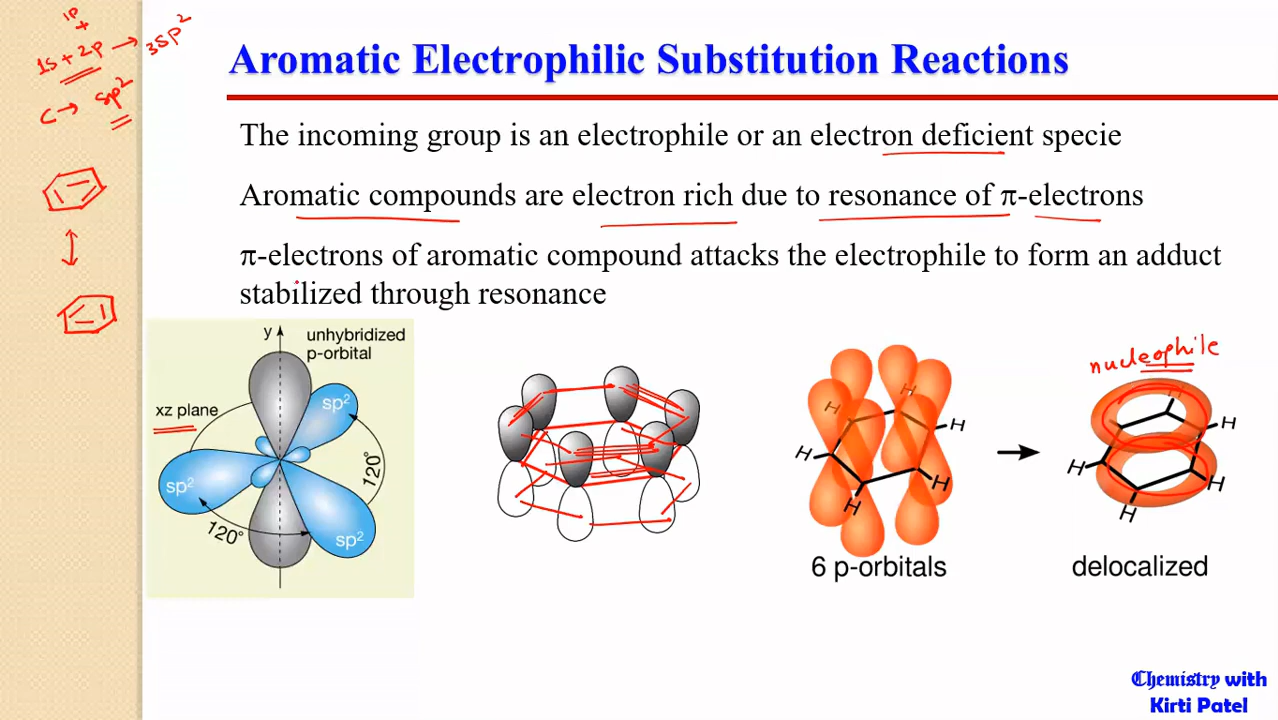 1p
+
1s + 2p → 3sp²
C → sp²
Aromatic Electrophilic Substitution Reactions
The incoming group is an electrophile or an electron deficient specie
Aromatic compounds are electron rich due to resonance of π-electrons
π-electrons of aromatic compound attacks the electrophile to form an adduct
stabilized through resonance
y
unhybridized
p-orbital
xz plane
sp²
sp²
sp²
120°
120°
H
H
H
H
H
H
6 p-orbitals
nucleophile
H
H
H
H
H
delocalized
Chemistry with
Kirti Patel